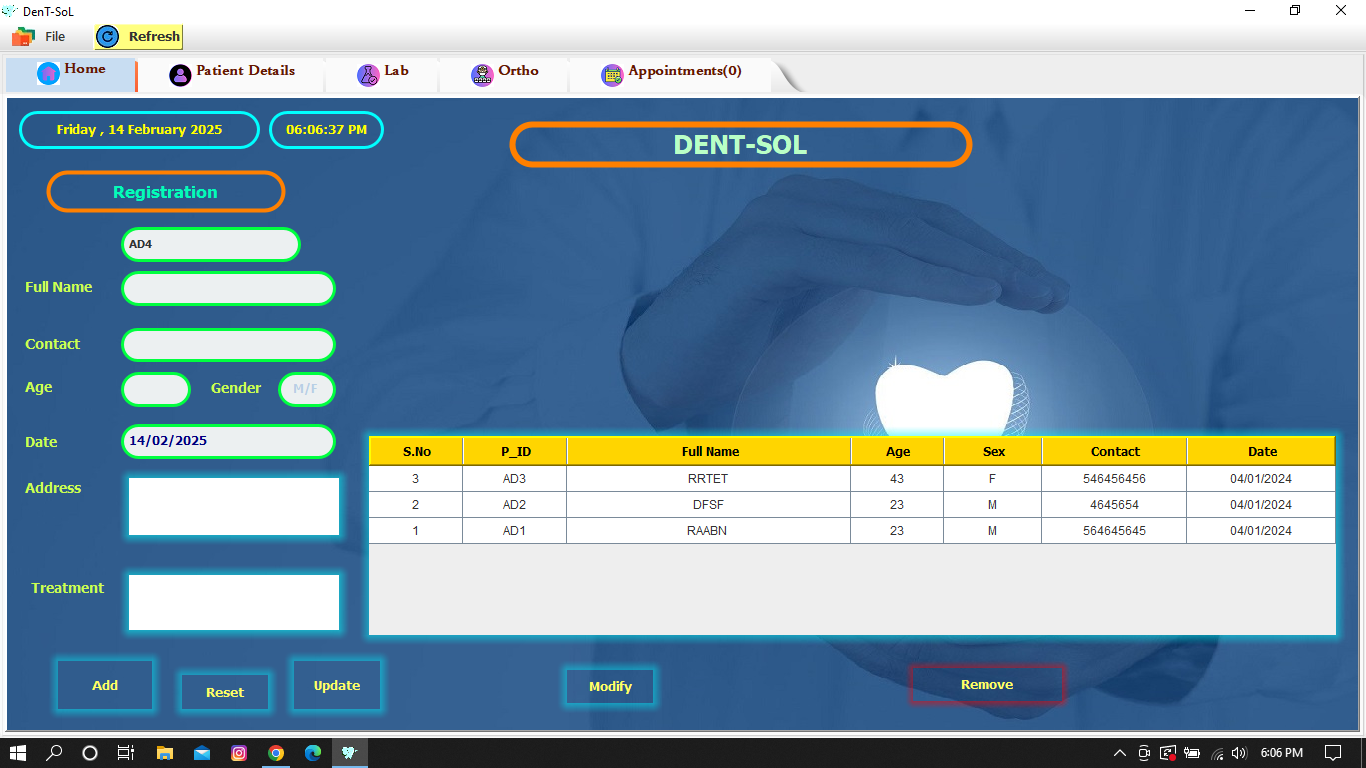 DenT-SoL
File Refresh
Home Patient Details Lab Ortho Appointments(0)
Friday , 14 February 2025 06:06:37 PM
DENT-SOL
Registration
AD4
Full Name
Contact
Age Gender M/F
Date 14/02/2025
Address
Treatment
S.No P_ID Full Name Age Sex Contact Date
3 AD3 RRTET 43 F 546456456 04/01/2024
2 AD2 DFSF 23 M 4645654 04/01/2024
1 AD1 RAABN 23 M 564645645 04/01/2024
Add Reset Update Modify Remove
6:06 PM